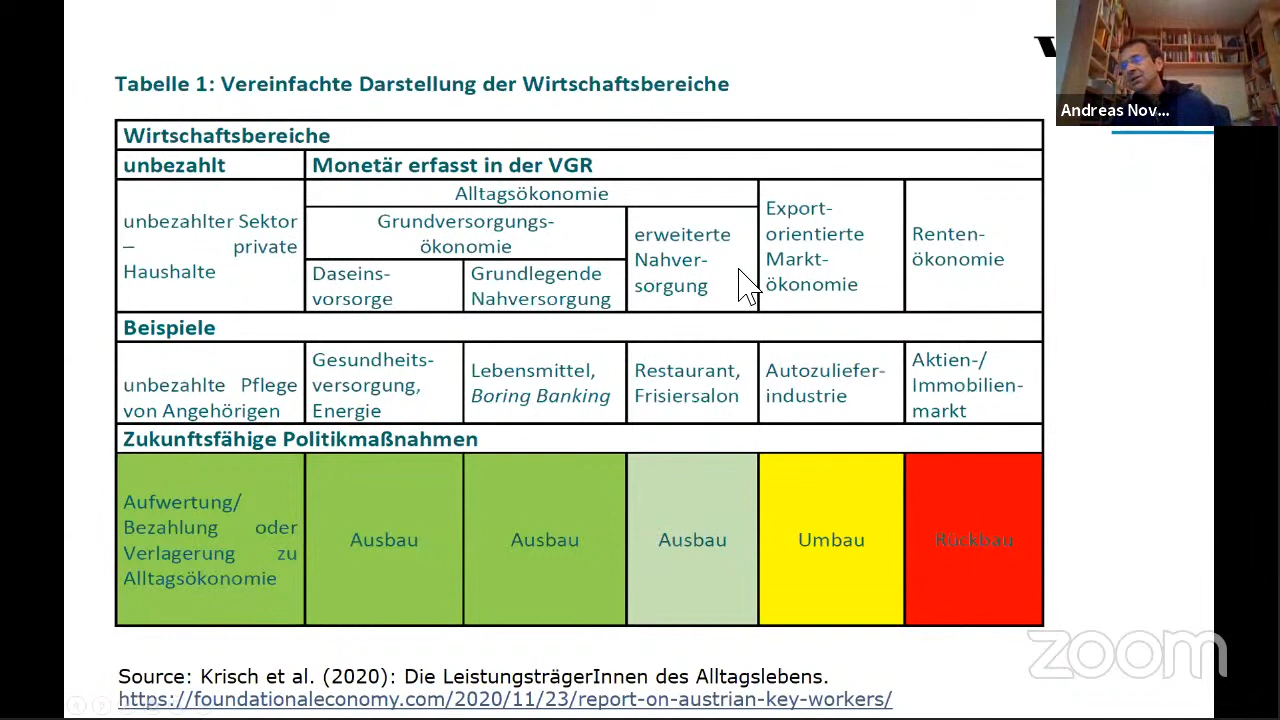 Andreas Nov...
Tabelle 1: Vereinfachte Darstellung der Wirtschaftsbereiche
Wirtschaftsbereiche
unbezahlt
Monetär erfasst in der VGR
unbezahlter Sektor
– private
Haushalte
Alltagsökonomie
Grundversorgungs-
ökonomie
Daseins-
vorsorge
Grundlegende
Nahversorgung
erweiterte
Nahver-
sorgung
Export-
orientierte
Markt-
ökonomie
Renten-
ökonomie
Beispiele
unbezahlte Pflege
von Angehörigen
Gesundheits-
versorgung,
Energie
Lebensmittel,
Boring Banking
Restaurant,
Frisiersalon
Autozuliefer-
industrie
Aktien-/
Immobilien-
markt
Zukunftsfähige Politikmaßnahmen
Aufwertung/
Bezahlung oder
Verlagerung zu
Alltagsökonomie
Ausbau
Ausbau
Ausbau
Umbau
Rückbau
zoom
Source: Krisch et al. (2020): Die LeistungsträgerInnen des Alltagslebens.
https://foundationaleconomy.com/2020/11/23/report-on-austrian-key-workers/